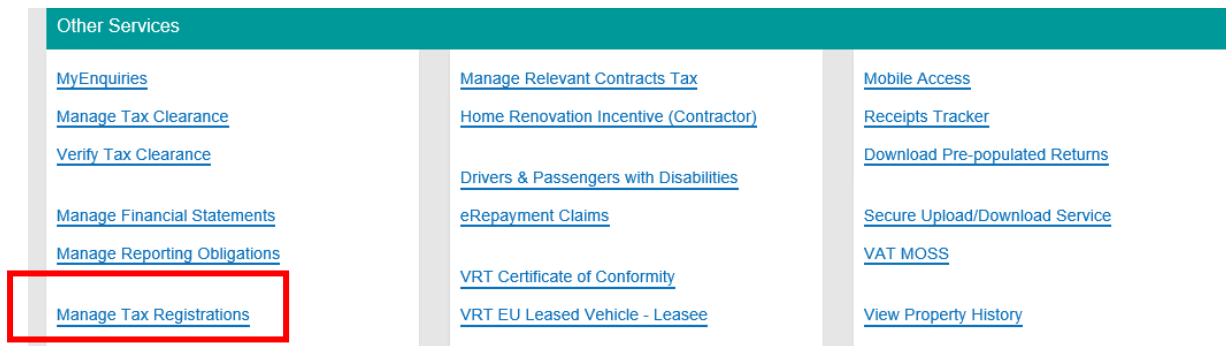 Other Services
MyEnquiries
Manage Tax Clearance
Verify Tax Clearance
Manage Financial Statements
Manage Reporting Obligations
Manage Tax Registrations
Manage Relevant Contracts Tax
Home Renovation Incentive (Contractor)
Drivers & Passengers with Disabilities
eRepayment Claims
VRT Certificate of Conformity
VRT EU Leased Vehicle - Leasee
Mobile Access
Receipts Tracker
Download Pre-populated Returns
Secure Upload/Download Service
VAT MOSS
View Property History